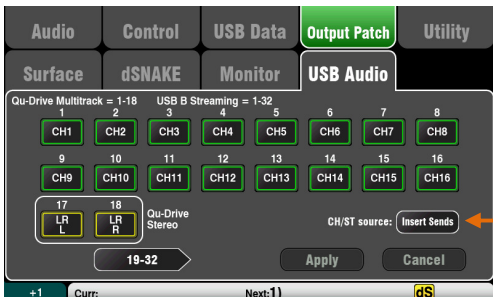 Audio Control USB Data Output Patch Utility
Surface dSNAKE Monitor USB Audio
Qu-Drive Multitrack = 1-18 USB B Streaming = 1-32
1 2 3 4 5 6 7 8
CH1 CH2 CH3 CH4 CH5 CH6 CH7 CH8
9 10 11 12 13 14 15 16
CH9 CH10 CH11 CH12 CH13 CH14 CH15 CH16
17 18
LR LR Qu-Drive
L R Stereo
CH/ST source: Insert Sends
19-32 Apply Cancel
+1 Curr: Next:1) dS